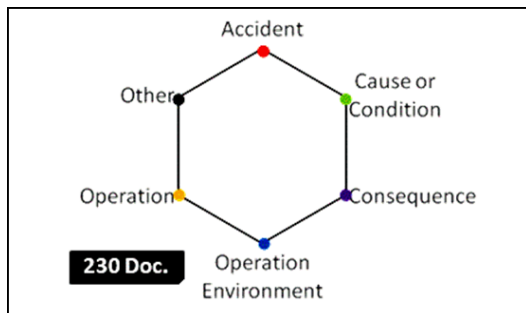 Accident
Other
Cause or
Condition
Operation
Consequence
230 Doc.
Operation
Environment